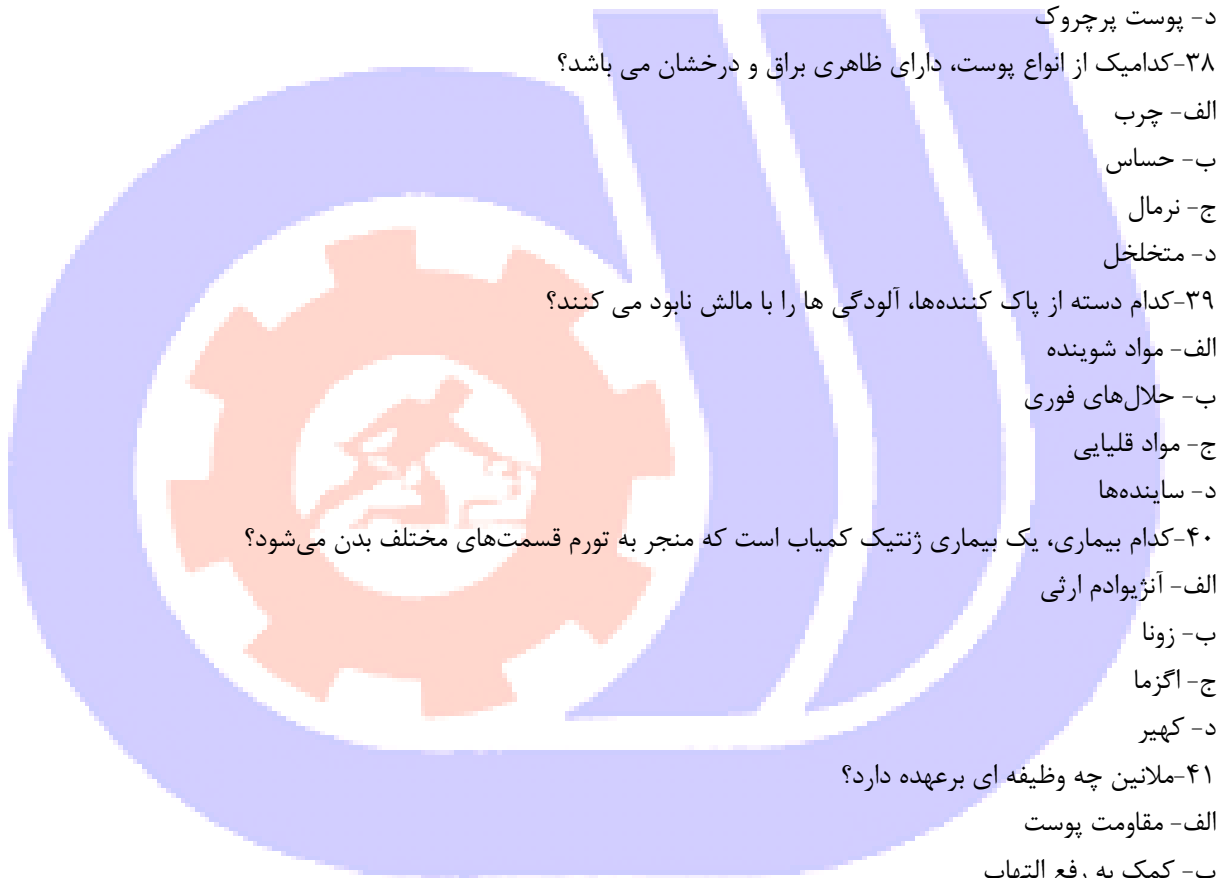 د- پوست پرچروک
۳۸-کدامیک از انواع پوست، دارای ظاهری براق و درخشان می باشد؟
الف- چرب
ب- حساس
ج- نرمال
د- متخلخل
۳۹-کدام دسته از پاک کننده‌ها، آلودگی ها را با مالش نابود می کنند؟
الف- مواد شوینده
ب- حلال‌های فوری
ج- مواد قلیایی
د- ساینده‌ها
۴۰-کدام بیماری، یک بیماری ژنتیک کمیاب است که منجر به تورم قسمت‌های مختلف بدن می‌شود؟
الف- آنژیوادم ارثی
ب- زونا
ج- اگزما
د- کهیر
۴۱-ملانین چه وظیفه ای برعهده دارد؟
الف- مقاومت پوست
ب- کمک به رفع التهاب